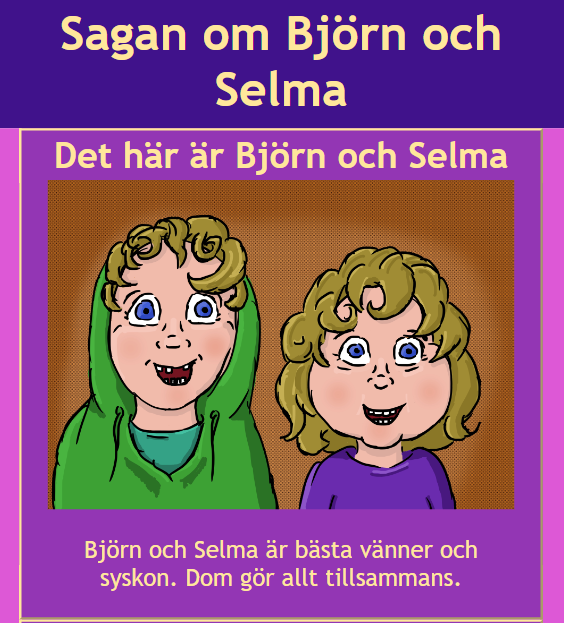 Sagan om Björn och
Selma
Det här är Björn och Selma
Björn och Selma är bästa vänner och
syskon. Dom gör allt tillsammans.